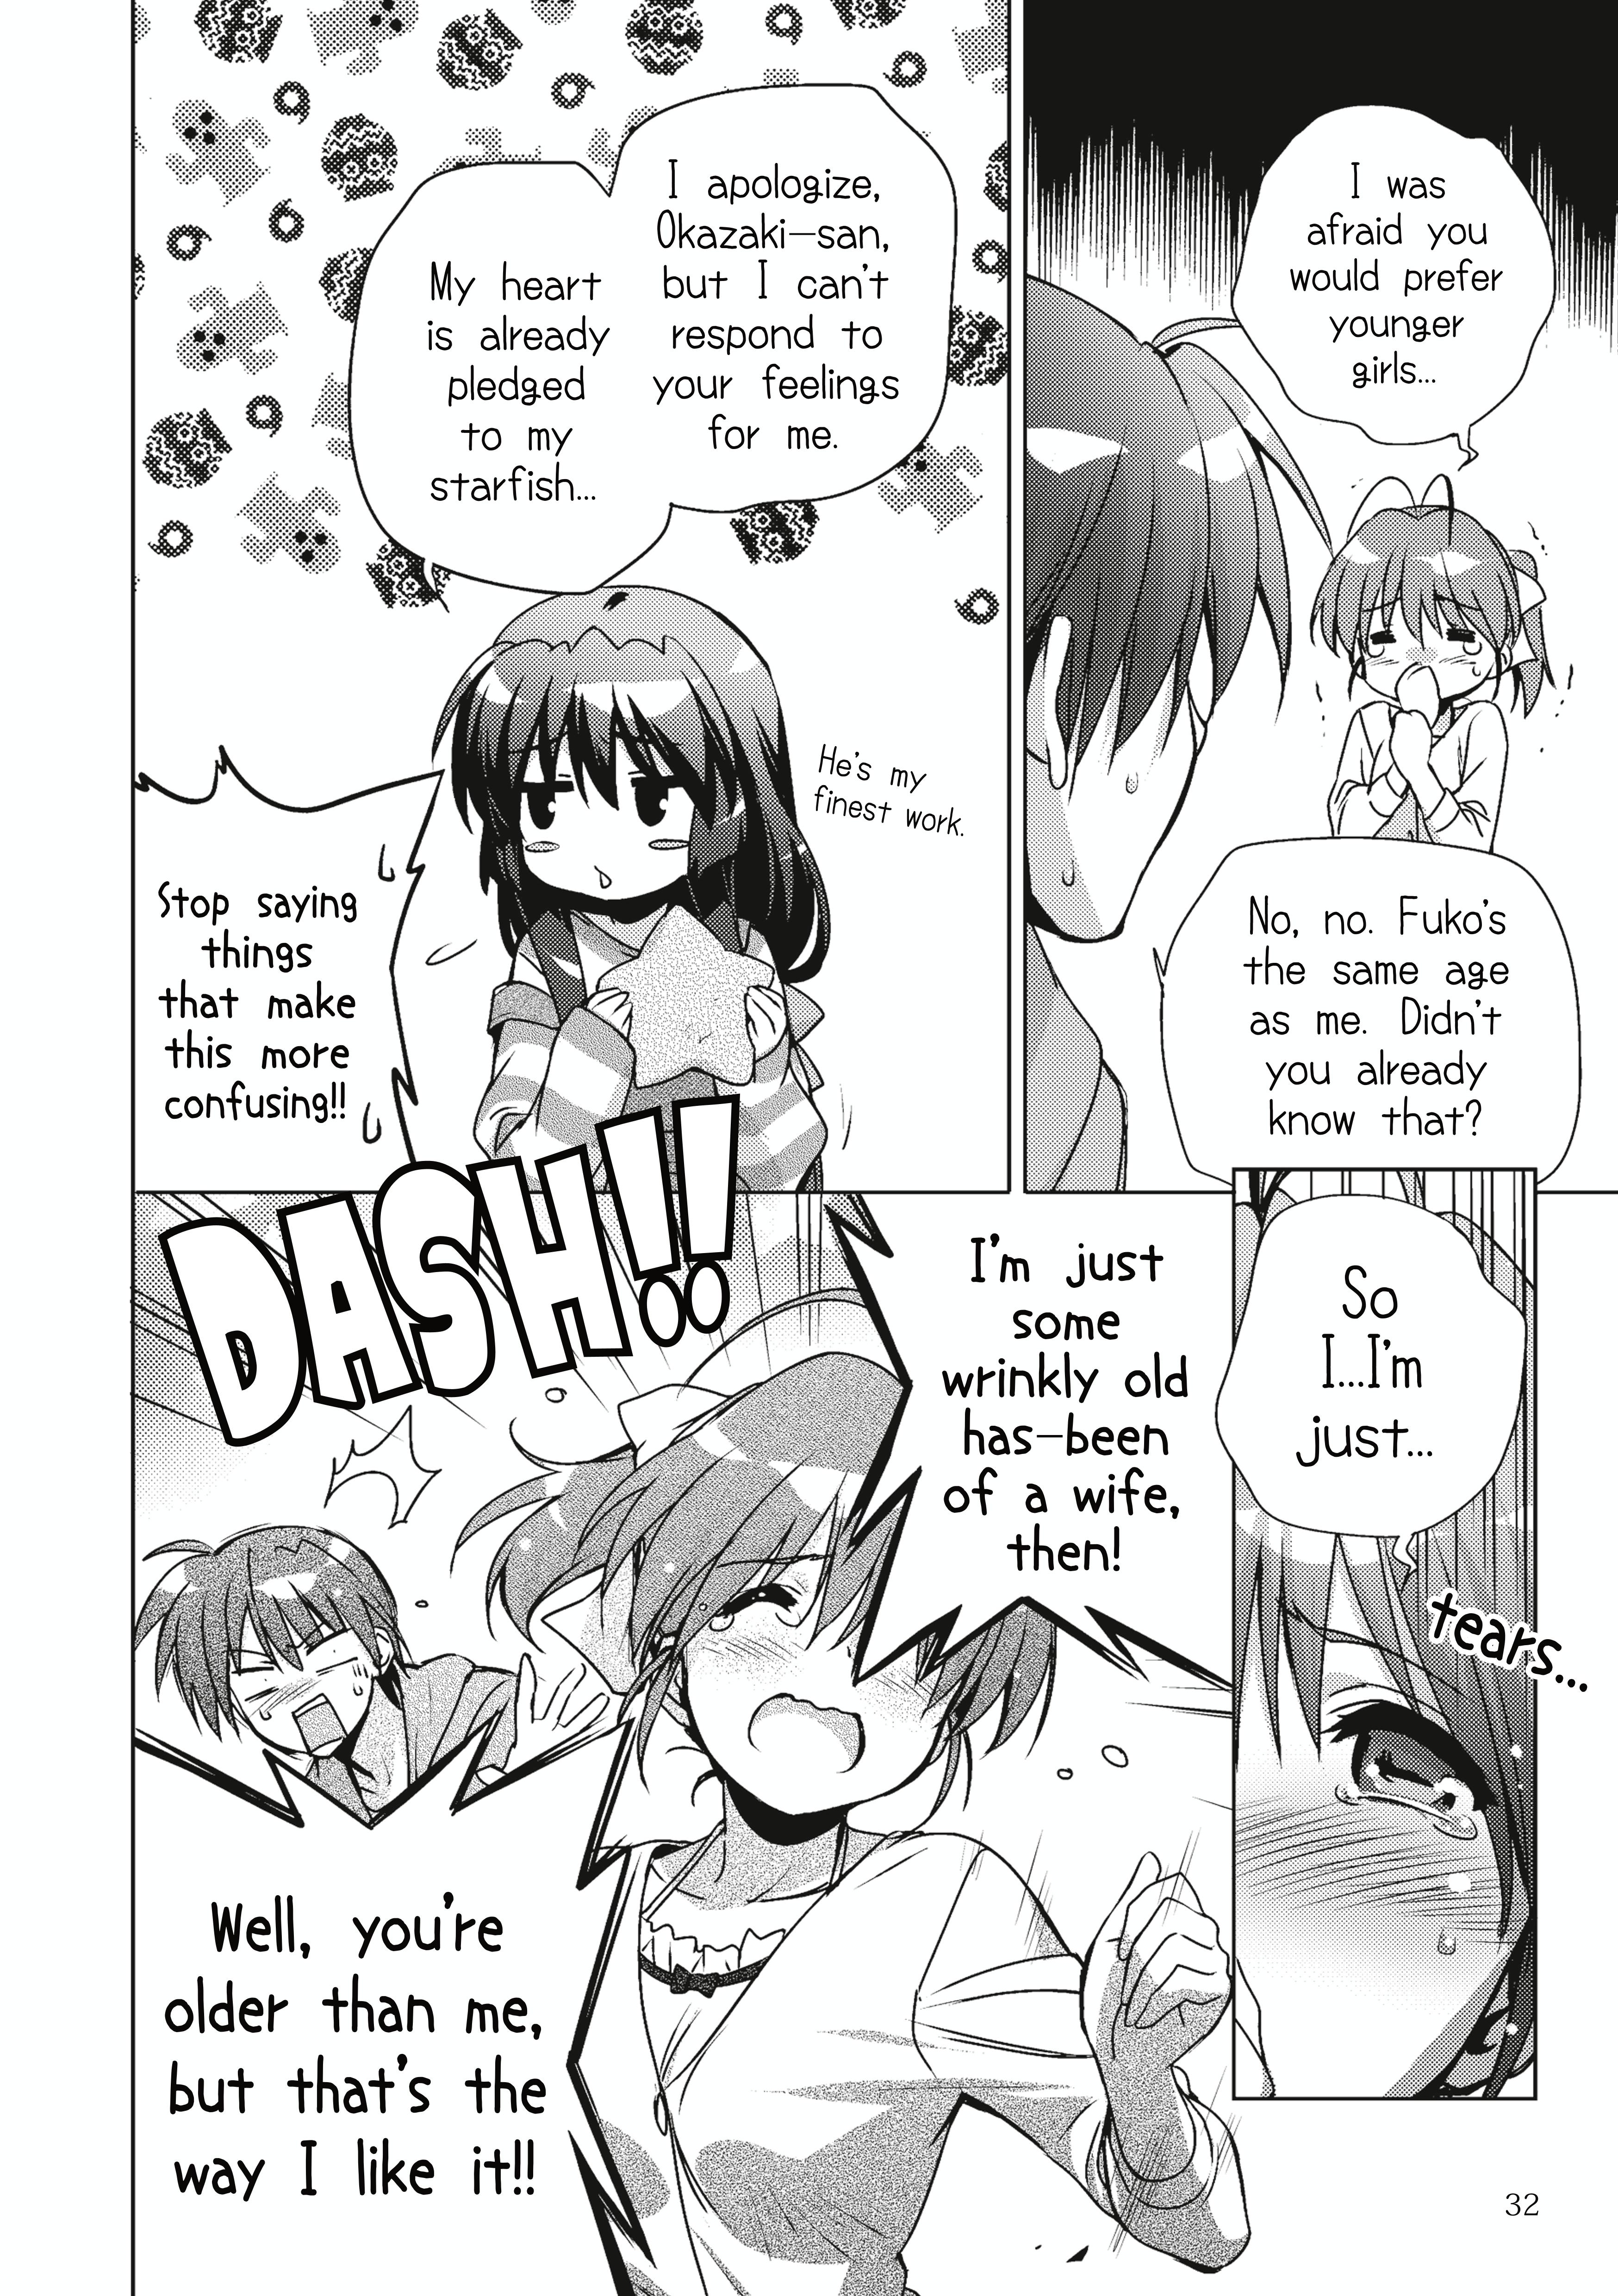 I was
afraid you
would prefer
younger
girls...
No, no. Fuko's
the same age
as me. Didn't
you already
know that?
I apologize,
Okazaki-san,
but I can't
respond to
your feelings
for me.
My heart
is already
pledged
to my
starfish...
He's my
finest work.
Stop saying
things
that make
this more
confusing!!
So
I...I'm
just...
tears...
I'm just
some
wrinkly old
has-been
of a wife,
then!
DASH!!
Well, you're
older than me,
but that's the
way I like it!!
32